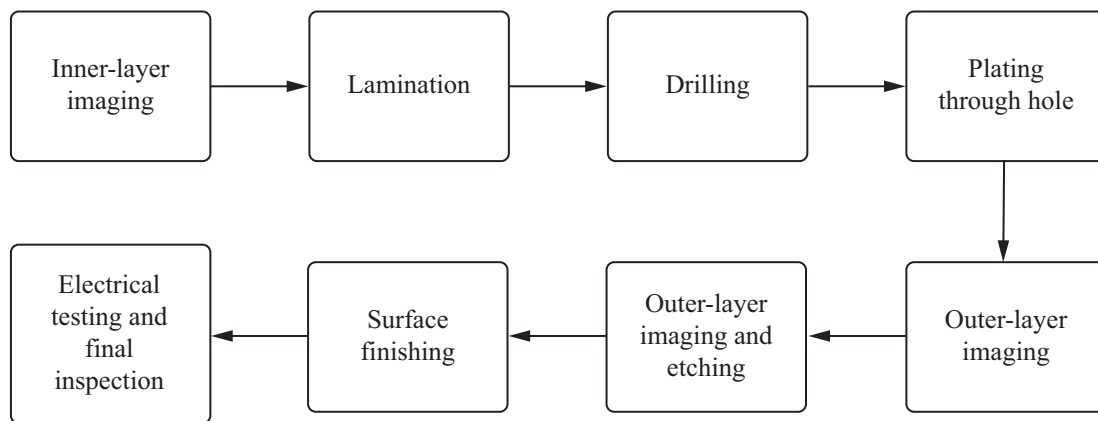 Inner-layer
imaging
Lamination
Drilling
Plating
through hole
Outer-layer
imaging
Outer-layer
imaging and
etching
Surface
finishing
Electrical
testing and
final
inspection